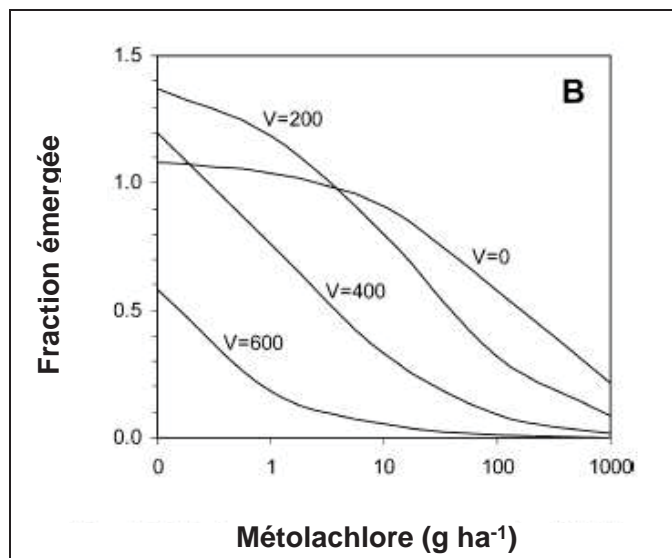 Fraction émergée
1.5
1.0
0.5
0.0
B
V=200
V=0
V=400
V=600
0 1 10 100 1000
Métolachlore (g ha-1)